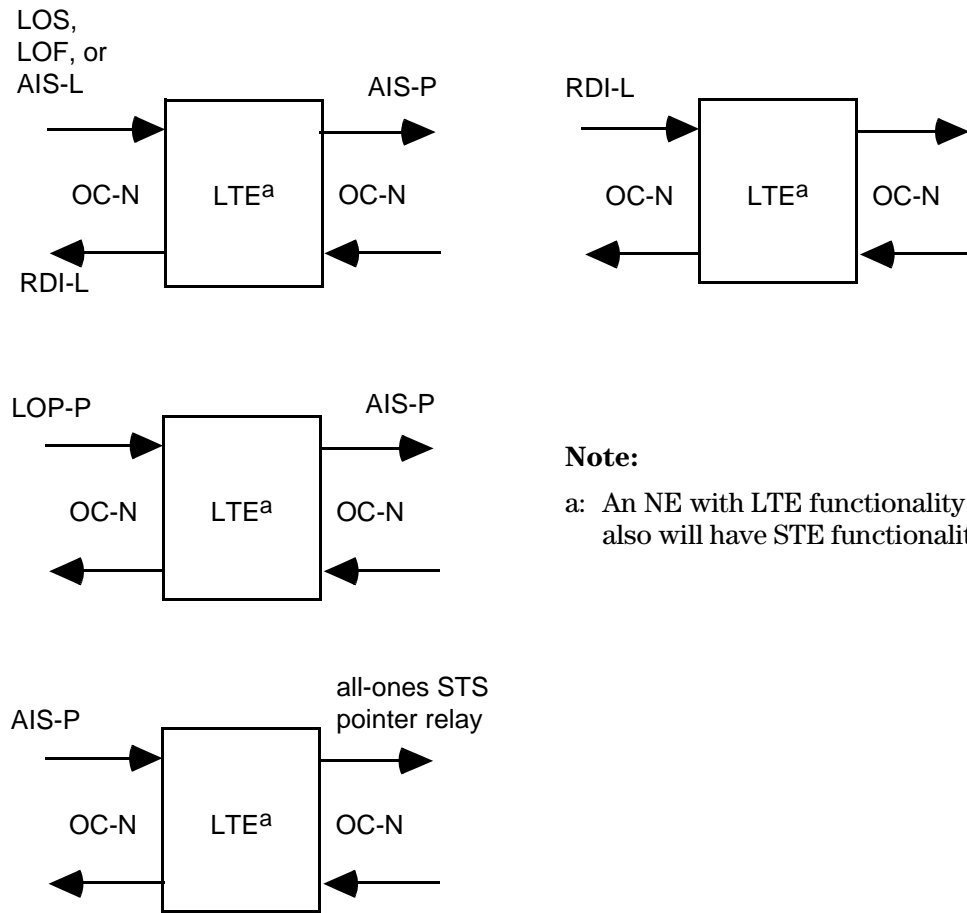 LOS,
LOF, or
AIS-L
AIS-P
OC-N
LTEa
OC-N
RDI-L
RDI-L
OC-N
LTEa
OC-N
LOP-P
AIS-P
OC-N
LTEa
OC-N
Note:
a: An NE with LTE functionality
also will have STE functionalit
AIS-P
all-ones STS
pointer relay
OC-N
LTEa
OC-N